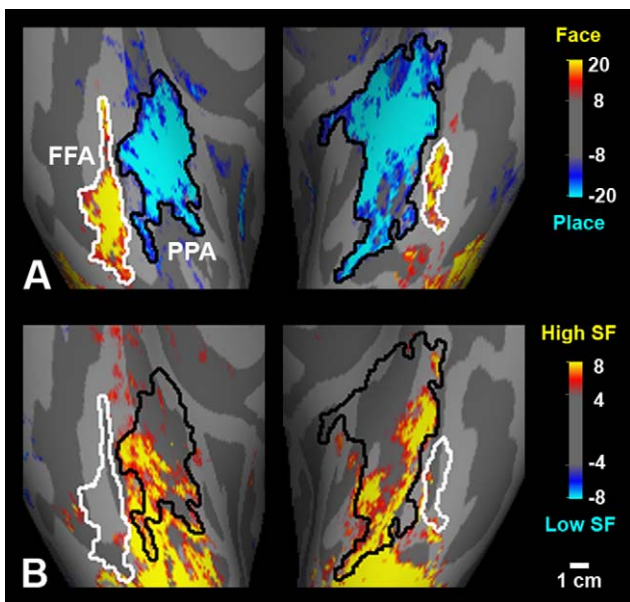 Face
20
8
-8
-20
Place
FFA
PPA
A
High SF
8
4
-4
-8
Low SF
B
1 cm